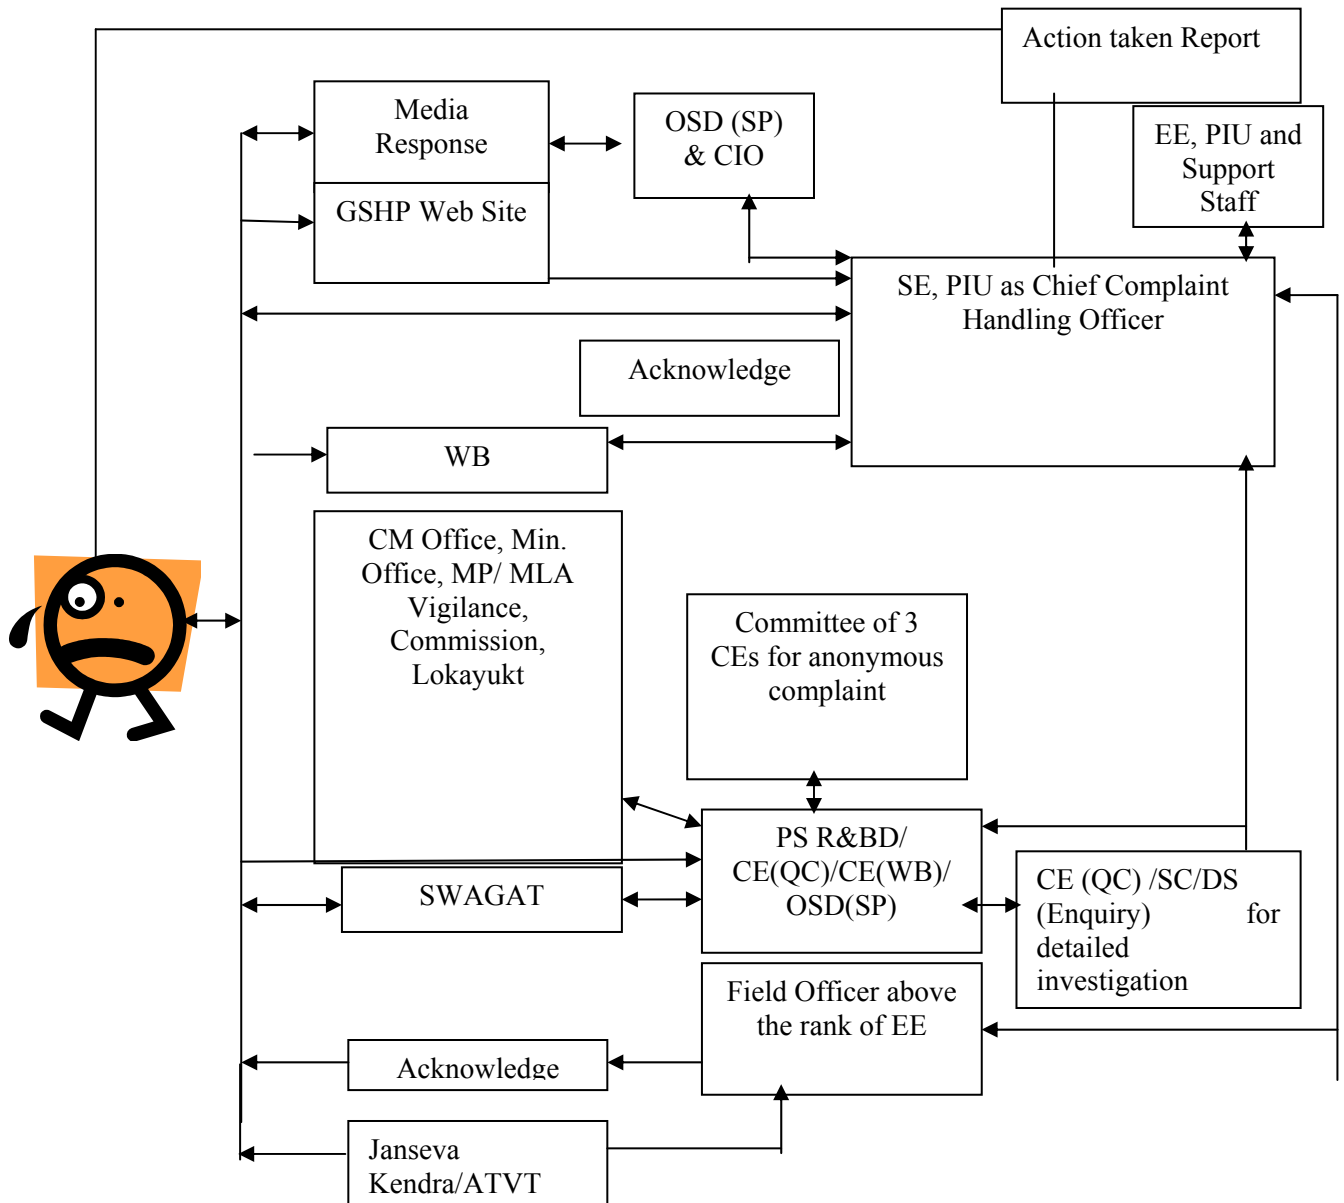 Action taken Report
Media
Response
OSD (SP)
& CIO
EE, PIU and
Support
Staff
GSHP Web Site
SE, PIU as Chief Complaint
Handling Officer
Acknowledge
WB
CM Office, Min.
Office, MP/ MLA
Vigilance,
Commission,
Lokayukt
Committee of 3
CEs for anonymous
complaint
PS R&BD/
CE(QC)/CE(WB)/
OSD(SP)
SWAGAT
CE (QC) /SC/DS
(Enquiry) for
detailed
investigation
Field Officer above
the rank of EE
Acknowledge
Janseva
Kendra/ATVT